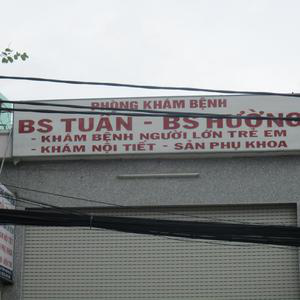 PHÒNG KHÁM BỆNH
BS TUẤN - BS HƯỜNG
- KHÁM BỆNH NGƯỜI LỚN TRẺ EM
- KHÁM NỘI TIẾT - SẢN PHỤ KHOA